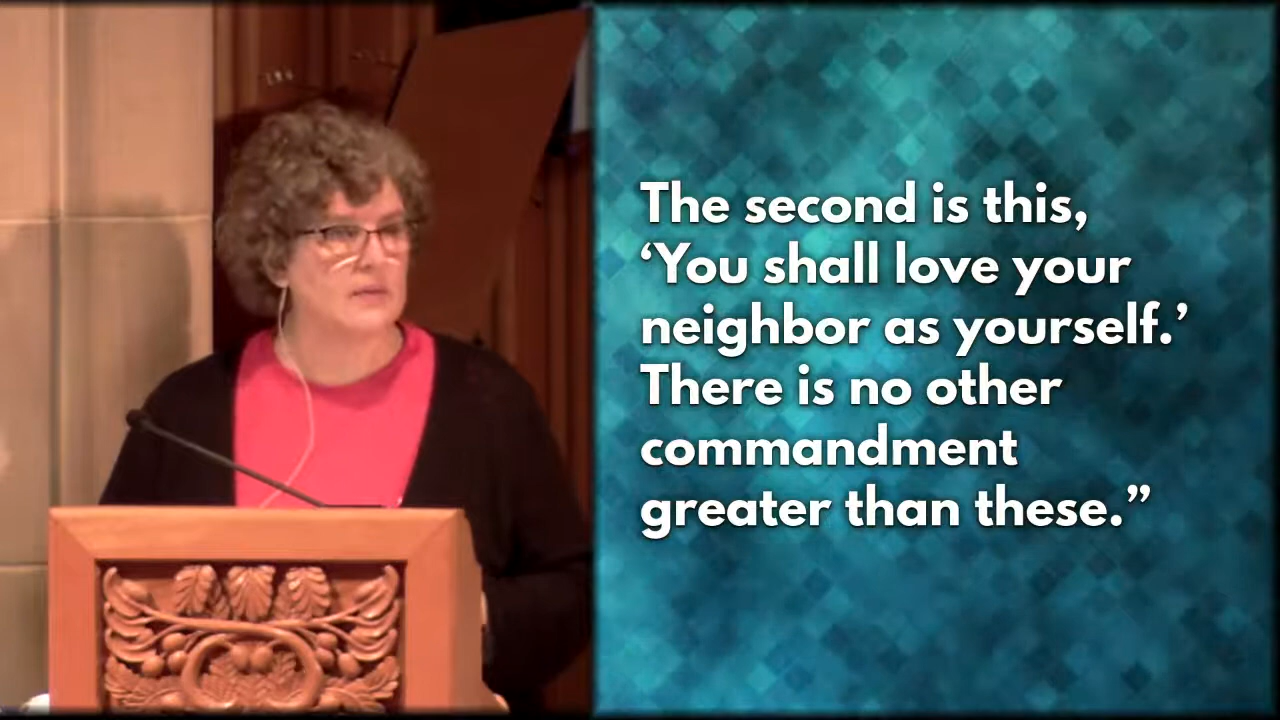 The second is this,
‘You shall love your
neighbor as yourself.’
There is no other
commandment
greater than these.”